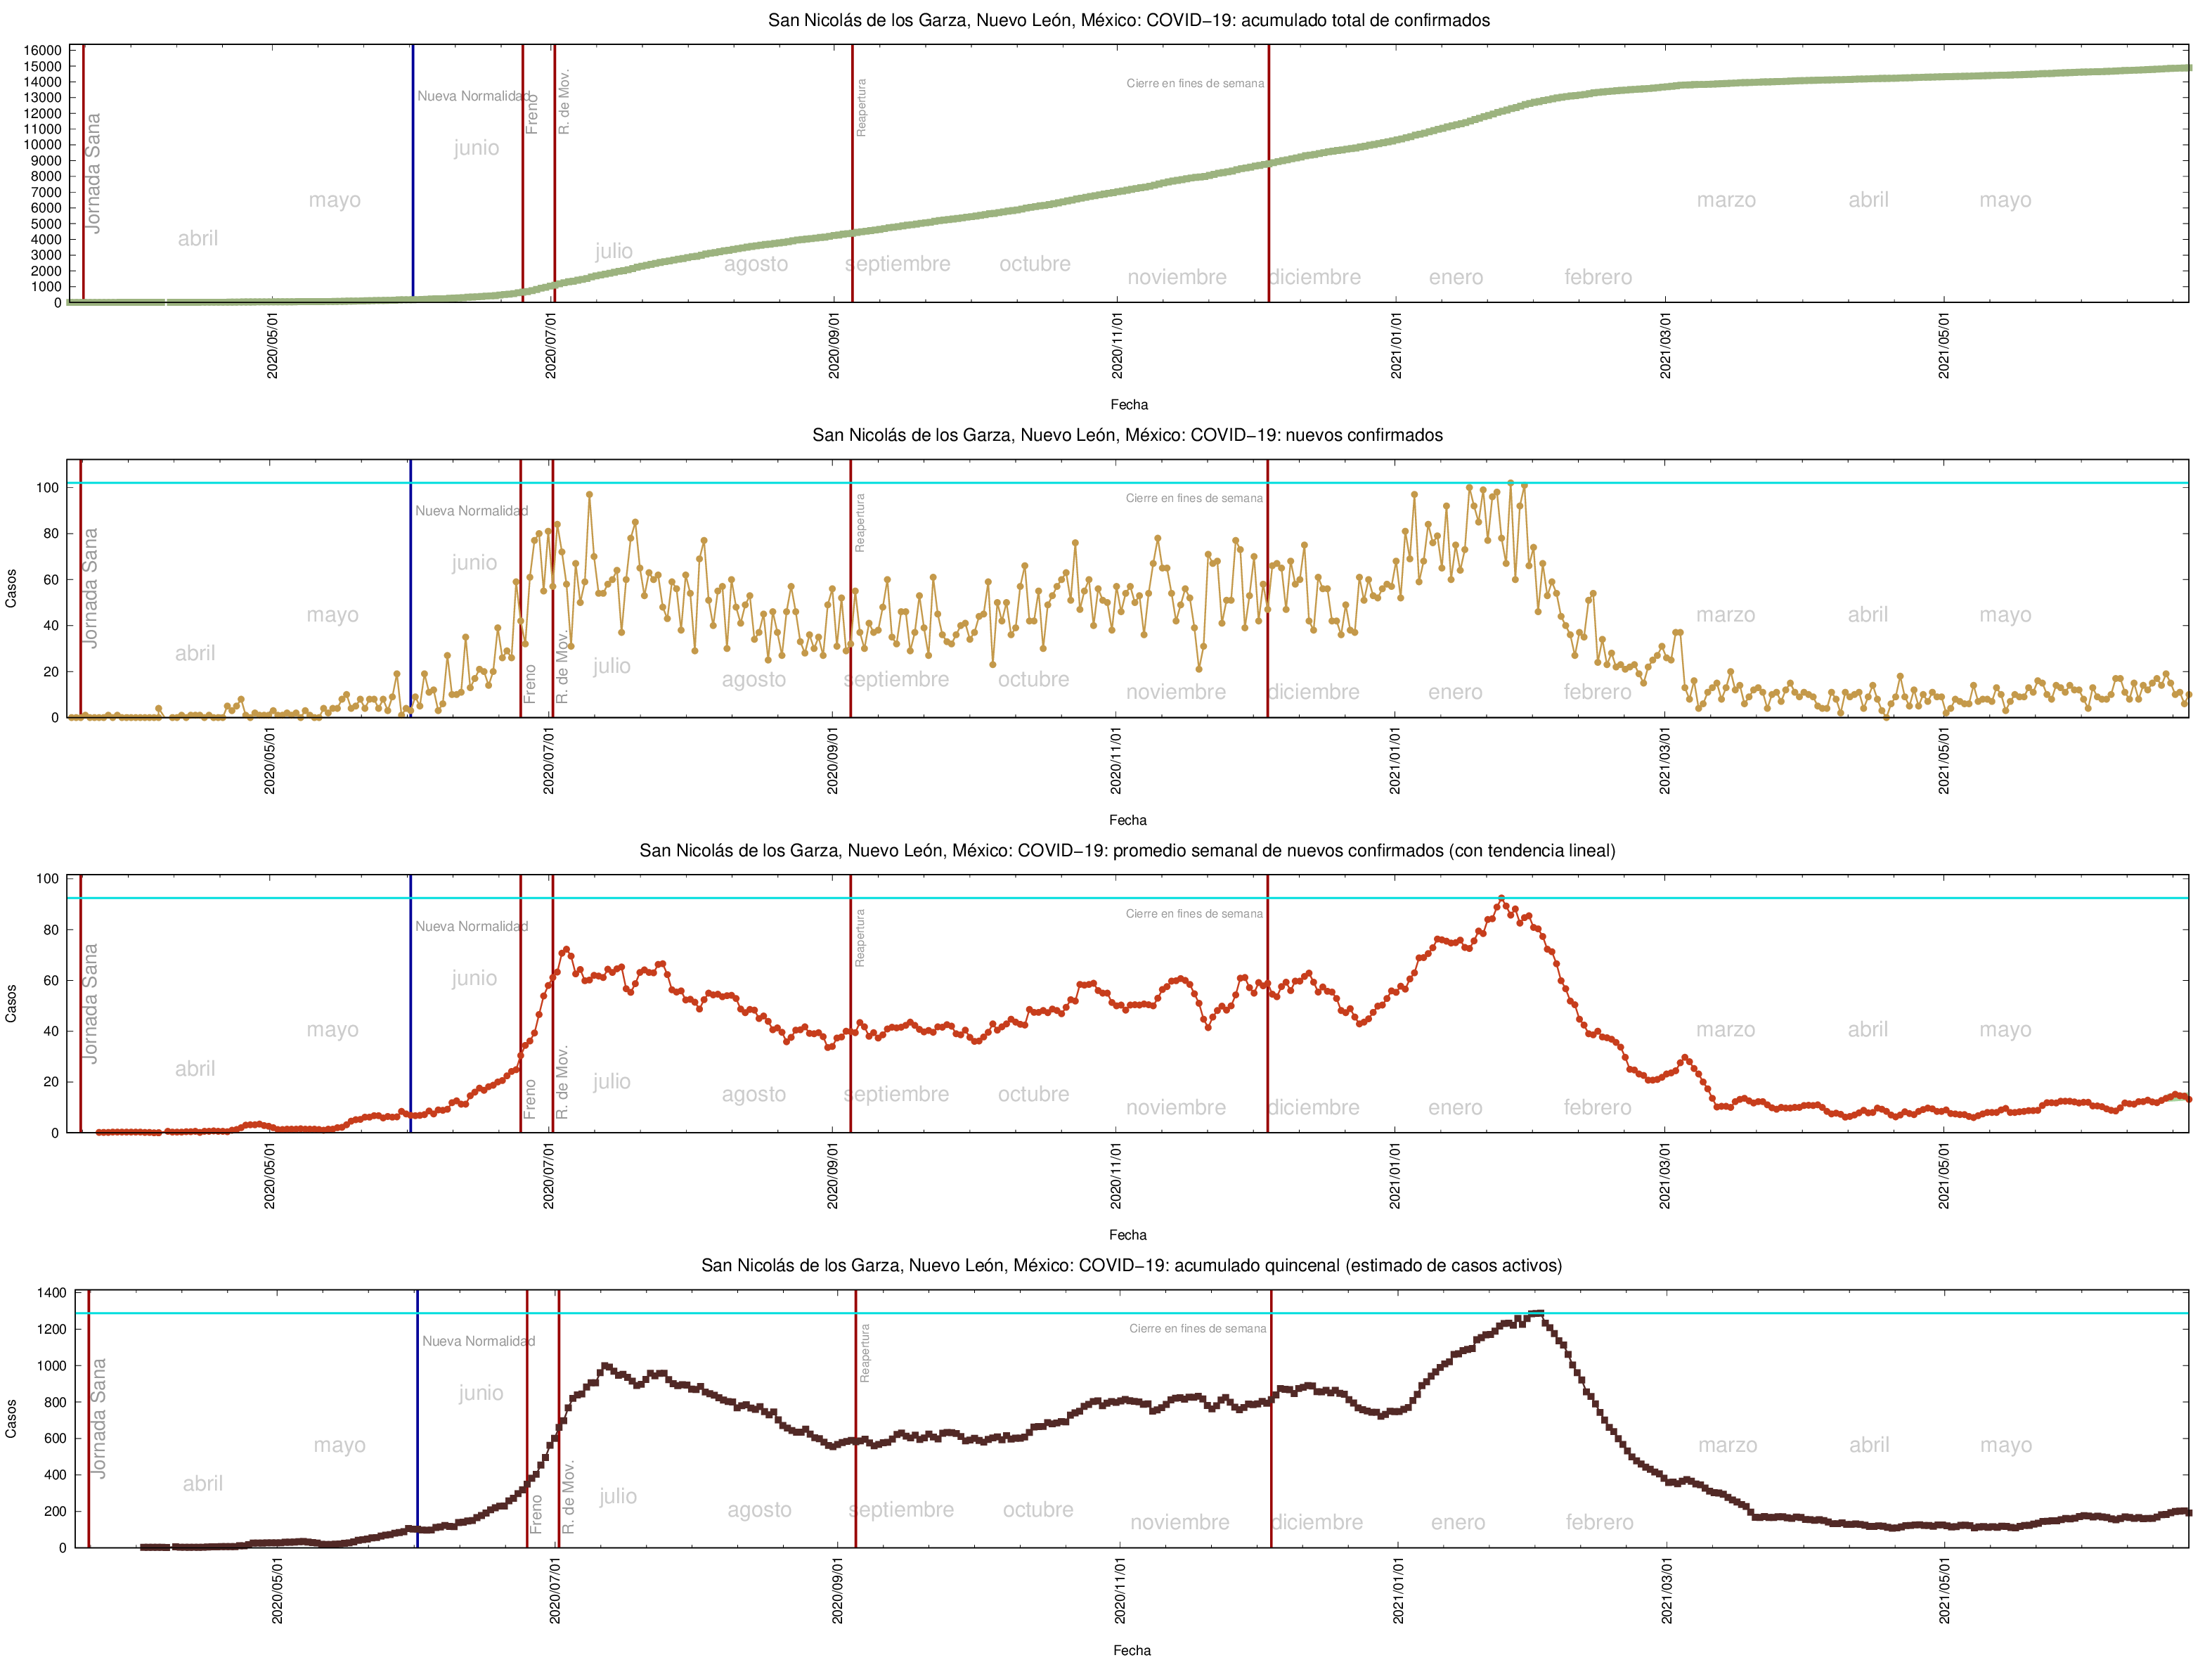 San Nicolás de los Garza, Nuevo León, México: COVID−19: acumulado total de confirmados
16000
15000
14000
13000
12000
11000
10000
9000
8000
7000
6000
5000
4000
3000
2000
1000
0
Jornada Sana
abril
mayo
Nueva Normalidad
junio
Freno
R. de Mov.
julio
agosto
Reapertura
septiembre
octubre
noviembre
Cierre en fines de semana
diciembre
enero
febrero
marzo
abril
mayo
2020/05/01
2020/07/01
2020/09/01
2020/11/01
2021/01/01
2021/03/01
2021/05/01
Fecha
San Nicolás de los Garza, Nuevo León, México: COVID−19: nuevos confirmados
Casos
100
80
60
40
20
0
Jornada Sana
abril
mayo
Nueva Normalidad
junio
Freno
R. de Mov.
julio
agosto
Reapertura
septiembre
octubre
noviembre
Cierre en fines de semana
diciembre
enero
febrero
marzo
abril
mayo
2020/05/01
2020/07/01
2020/09/01
2020/11/01
2021/01/01
2021/03/01
2021/05/01
Fecha
San Nicolás de los Garza, Nuevo León, México: COVID−19: promedio semanal de nuevos confirmados (con tendencia lineal)
Casos
100
80
60
40
20
0
Jornada Sana
abril
mayo
Nueva Normalidad
junio
Freno
R. de Mov.
julio
agosto
Reapertura
septiembre
octubre
noviembre
Cierre en fines de semana
diciembre
enero
febrero
marzo
abril
mayo
2020/05/01
2020/07/01
2020/09/01
2020/11/01
2021/01/01
2021/03/01
2021/05/01
Fecha
San Nicolás de los Garza, Nuevo León, México: COVID−19: acumulado quincenal (estimado de casos activos)
Casos
1400
1200
1000
800
600
400
200
0
Jornada Sana
abril
mayo
Nueva Normalidad
junio
Freno
R. de Mov.
julio
agosto
Reapertura
septiembre
octubre
noviembre
Cierre en fines de semana
diciembre
enero
febrero
marzo
abril
mayo
2020/05/01
2020/07/01
2020/09/01
2020/11/01
2021/01/01
2021/03/01
2021/05/01
Fecha